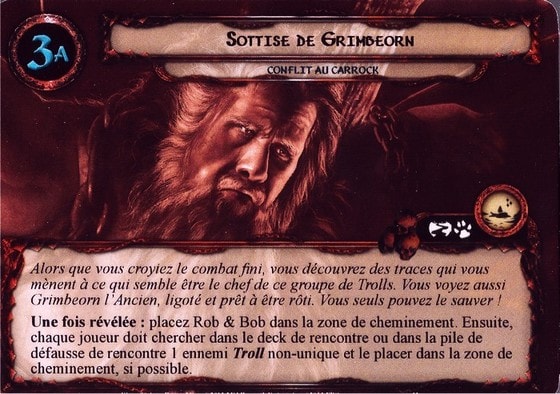 3A
SOTTISE DE GRIMBEORN
CONFLIT AU CARROCK
Alors que vous croyiez le combat fini, vous découvrez des traces qui vous
mènent à ce qui semble être le chef de ce groupe de Trolls. Vous voyez aussi
Grimbeorn l'Ancien, ligoté et prêt à être rôti. Vous seuls pouvez le sauver !
Une fois révélée : placez Rob & Bob dans la zone de cheminement. Ensuite,
chaque joueur doit chercher dans le deck de rencontre ou dans la pile de
défausse de rencontre 1 ennemi Troll non-unique et le placer dans la zone de
cheminement, si possible.